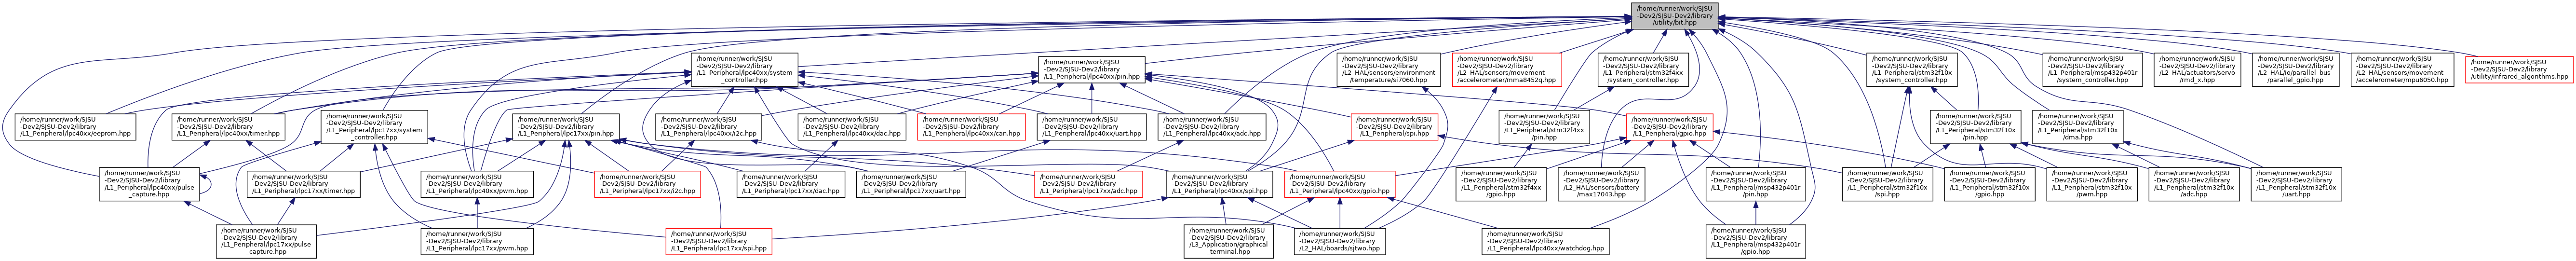 /home/runner/work/SJSU
-Dev2/SJSU-Dev2/library
/utility/bit.hpp
/home/runner/work/SJSU
-Dev2/SJSU-Dev2/library
/L1_Peripheral/lpc40xx/system
_controller.hpp
/home/runner/work/SJSU
-Dev2/SJSU-Dev2/library
/L1_Peripheral/lpc40xx/pin.hpp
/home/runner/work/SJSU
-Dev2/SJSU-Dev2/library
/L2_HAL/sensors/environment
/temperature/si7060.hpp
/home/runner/work/SJSU
-Dev2/SJSU-Dev2/library
/L2_HAL/sensors/movement
/accelerometer/mma8452q.hpp
/home/runner/work/SJSU
-Dev2/SJSU-Dev2/library
/L1_Peripheral/stm32f4xx
/system_controller.hpp
/home/runner/work/SJSU
-Dev2/SJSU-Dev2/library
/L1_Peripheral/stm32f10x
/system_controller.hpp
/home/runner/work/SJSU
-Dev2/SJSU-Dev2/library
/L1_Peripheral/msp432p401r
/system_controller.hpp
/home/runner/work/SJSU
-Dev2/SJSU-Dev2/library
/L2_HAL/actuators/servo
/rmd_x.hpp
/home/runner/work/SJSU
-Dev2/SJSU-Dev2/library
/L2_HAL/io/parallel_bus
/parallel_gpio.hpp
/home/runner/work/SJSU
-Dev2/SJSU-Dev2/library
/L2_HAL/sensors/movement
/accelerometer/mpu6050.hpp
/home/runner/work/SJSU
-Dev2/SJSU-Dev2/library
/utility/infrared_algorithms.hpp
/home/runner/work/SJSU
-Dev2/SJSU-Dev2/library
/L1_Peripheral/lpc40xx/eeprom.hpp
/home/runner/work/SJSU
-Dev2/SJSU-Dev2/library
/L1_Peripheral/lpc40xx/timer.hpp
/home/runner/work/SJSU
-Dev2/SJSU-Dev2/library
/L1_Peripheral/lpc17xx/system
_controller.hpp
/home/runner/work/SJSU
-Dev2/SJSU-Dev2/library
/L1_Peripheral/lpc17xx/pin.hpp
/home/runner/work/SJSU
-Dev2/SJSU-Dev2/library
/L1_Peripheral/lpc40xx/i2c.hpp
/home/runner/work/SJSU
-Dev2/SJSU-Dev2/library
/L1_Peripheral/lpc40xx/dac.hpp
/home/runner/work/SJSU
-Dev2/SJSU-Dev2/library
/L1_Peripheral/lpc40xx/can.hpp
/home/runner/work/SJSU
-Dev2/SJSU-Dev2/library
/L1_Peripheral/lpc40xx/uart.hpp
/home/runner/work/SJSU
-Dev2/SJSU-Dev2/library
/L1_Peripheral/lpc40xx/adc.hpp
/home/runner/work/SJSU
-Dev2/SJSU-Dev2/library
/L1_Peripheral/spi.hpp
/home/runner/work/SJSU
-Dev2/SJSU-Dev2/library
/L1_Peripheral/stm32f4xx
/pin.hpp
/home/runner/work/SJSU
-Dev2/SJSU-Dev2/library
/L1_Peripheral/gpio.hpp
/home/runner/work/SJSU
-Dev2/SJSU-Dev2/library
/L1_Peripheral/stm32f10x
/pin.hpp
/home/runner/work/SJSU
-Dev2/SJSU-Dev2/library
/L1_Peripheral/stm32f10x
/dma.hpp
/home/runner/work/SJSU
-Dev2/SJSU-Dev2/library
/L1_Peripheral/lpc40xx/pulse
_capture.hpp
/home/runner/work/SJSU
-Dev2/SJSU-Dev2/library
/L1_Peripheral/lpc17xx/timer.hpp
/home/runner/work/SJSU
-Dev2/SJSU-Dev2/library
/L1_Peripheral/lpc40xx/pwm.hpp
/home/runner/work/SJSU
-Dev2/SJSU-Dev2/library
/L1_Peripheral/lpc17xx/i2c.hpp
/home/runner/work/SJSU
-Dev2/SJSU-Dev2/library
/L1_Peripheral/lpc17xx/dac.hpp
/home/runner/work/SJSU
-Dev2/SJSU-Dev2/library
/L1_Peripheral/lpc17xx/uart.hpp
/home/runner/work/SJSU
-Dev2/SJSU-Dev2/library
/L1_Peripheral/lpc17xx/adc.hpp
/home/runner/work/SJSU
-Dev2/SJSU-Dev2/library
/L1_Peripheral/lpc40xx/spi.hpp
/home/runner/work/SJSU
-Dev2/SJSU-Dev2/library
/L1_Peripheral/lpc40xx/gpio.hpp
/home/runner/work/SJSU
-Dev2/SJSU-Dev2/library
/L1_Peripheral/stm32f4xx
/gpio.hpp
/home/runner/work/SJSU
-Dev2/SJSU-Dev2/library
/L2_HAL/sensors/battery
/max17043.hpp
/home/runner/work/SJSU
-Dev2/SJSU-Dev2/library
/L1_Peripheral/msp432p401r
/pin.hpp
/home/runner/work/SJSU
-Dev2/SJSU-Dev2/library
/L1_Peripheral/stm32f10x
/spi.hpp
/home/runner/work/SJSU
-Dev2/SJSU-Dev2/library
/L1_Peripheral/stm32f10x
/gpio.hpp
/home/runner/work/SJSU
-Dev2/SJSU-Dev2/library
/L1_Peripheral/stm32f10x
/pwm.hpp
/home/runner/work/SJSU
-Dev2/SJSU-Dev2/library
/L1_Peripheral/stm32f10x
/adc.hpp
/home/runner/work/SJSU
-Dev2/SJSU-Dev2/library
/L1_Peripheral/stm32f10x
/uart.hpp
/home/runner/work/SJSU
-Dev2/SJSU-Dev2/library
/L1_Peripheral/lpc17xx/pulse
_capture.hpp
/home/runner/work/SJSU
-Dev2/SJSU-Dev2/library
/L1_Peripheral/lpc17xx/pwm.hpp
/home/runner/work/SJSU
-Dev2/SJSU-Dev2/library
/L1_Peripheral/lpc17xx/spi.hpp
/home/runner/work/SJSU
-Dev2/SJSU-Dev2/library
/L3_Application/graphical
_terminal.hpp
/home/runner/work/SJSU
-Dev2/SJSU-Dev2/library
/L2_HAL/boards/sjtwo.hpp
/home/runner/work/SJSU
-Dev2/SJSU-Dev2/library
/L1_Peripheral/lpc40xx/watchdog.hpp
/home/runner/work/SJSU
-Dev2/SJSU-Dev2/library
/L1_Peripheral/msp432p401r
/gpio.hpp